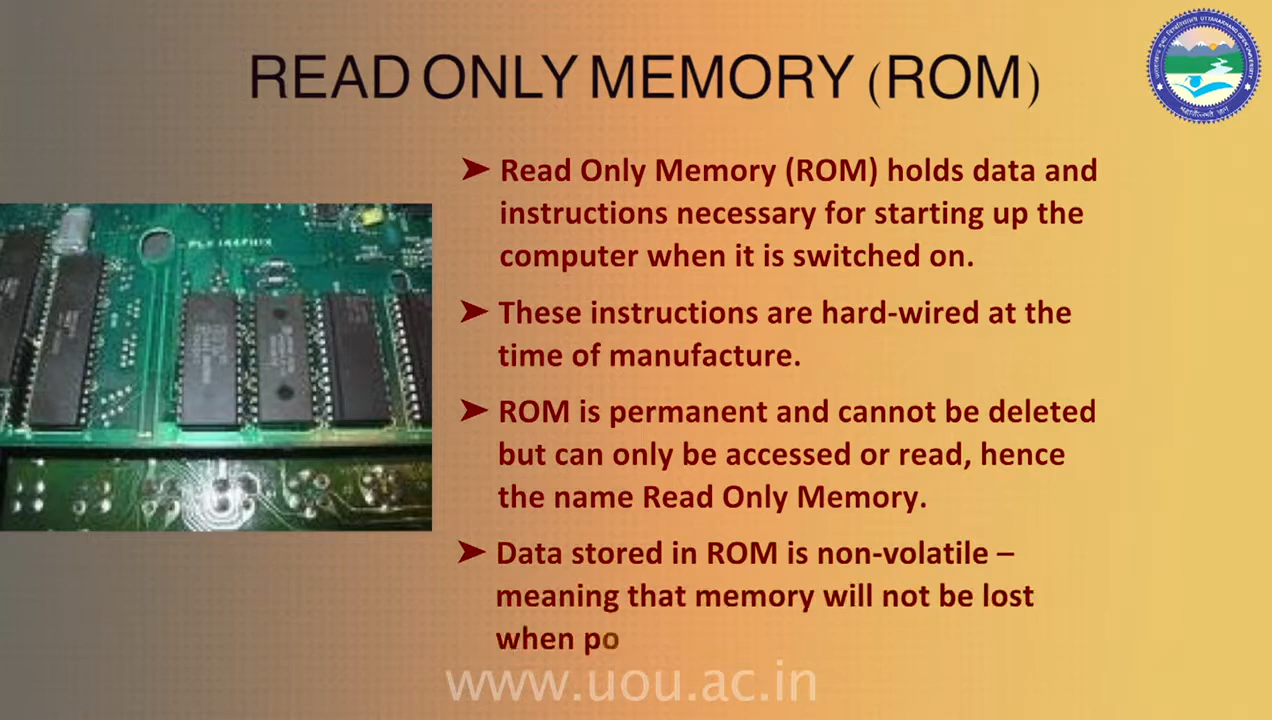 READ ONLY MEMORY (ROM)
➤ Read Only Memory (ROM) holds data and
instructions necessary for starting up the
computer when it is switched on.
➤ These instructions are hard-wired at the
time of manufacture.
➤ ROM is permanent and cannot be deleted
but can only be accessed or read, hence
the name Read Only Memory.
➤ Data stored in ROM is non-volatile –
meaning that memory will not be lost
when po
www.uou.ac.in